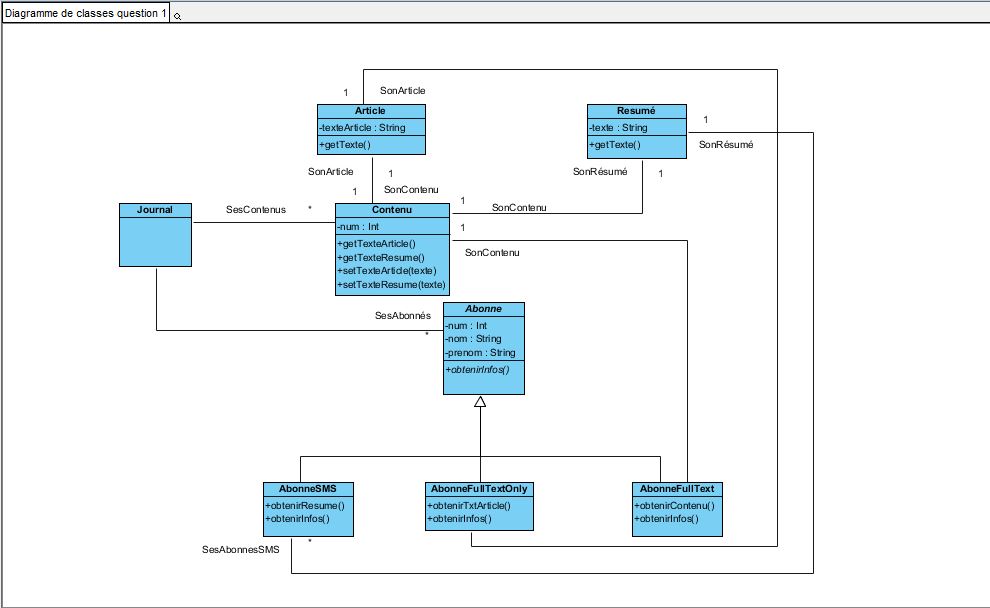 Diagramme de classes question 1
1
SonArticle
Article
-texteArticle : String
+getTexte()
Resumé
-texte : String
+getTexte()
1
SonRésumé
SonArticle
1
1
SonContenu
SonRésumé
1
Journal
SesContenus
*
Contenu
-num : Int
+getTexteArticle()
+getTexteResume()
+setTexteArticle(texte)
+setTexteResume(texte)
1
SonContenu
1
SonContenu
SesAbonnés
*
Abonne
-num : Int
-nom : String
-prenom : String
+obtenirInfos()
AbonneSMS
+obtenirResume()
+obtenirInfos()
AbonneFullTextOnly
+obtenirTxtArticle()
+obtenirInfos()
AbonneFullText
+obtenirContenu()
+obtenirInfos()
SesAbonnesSMS
*